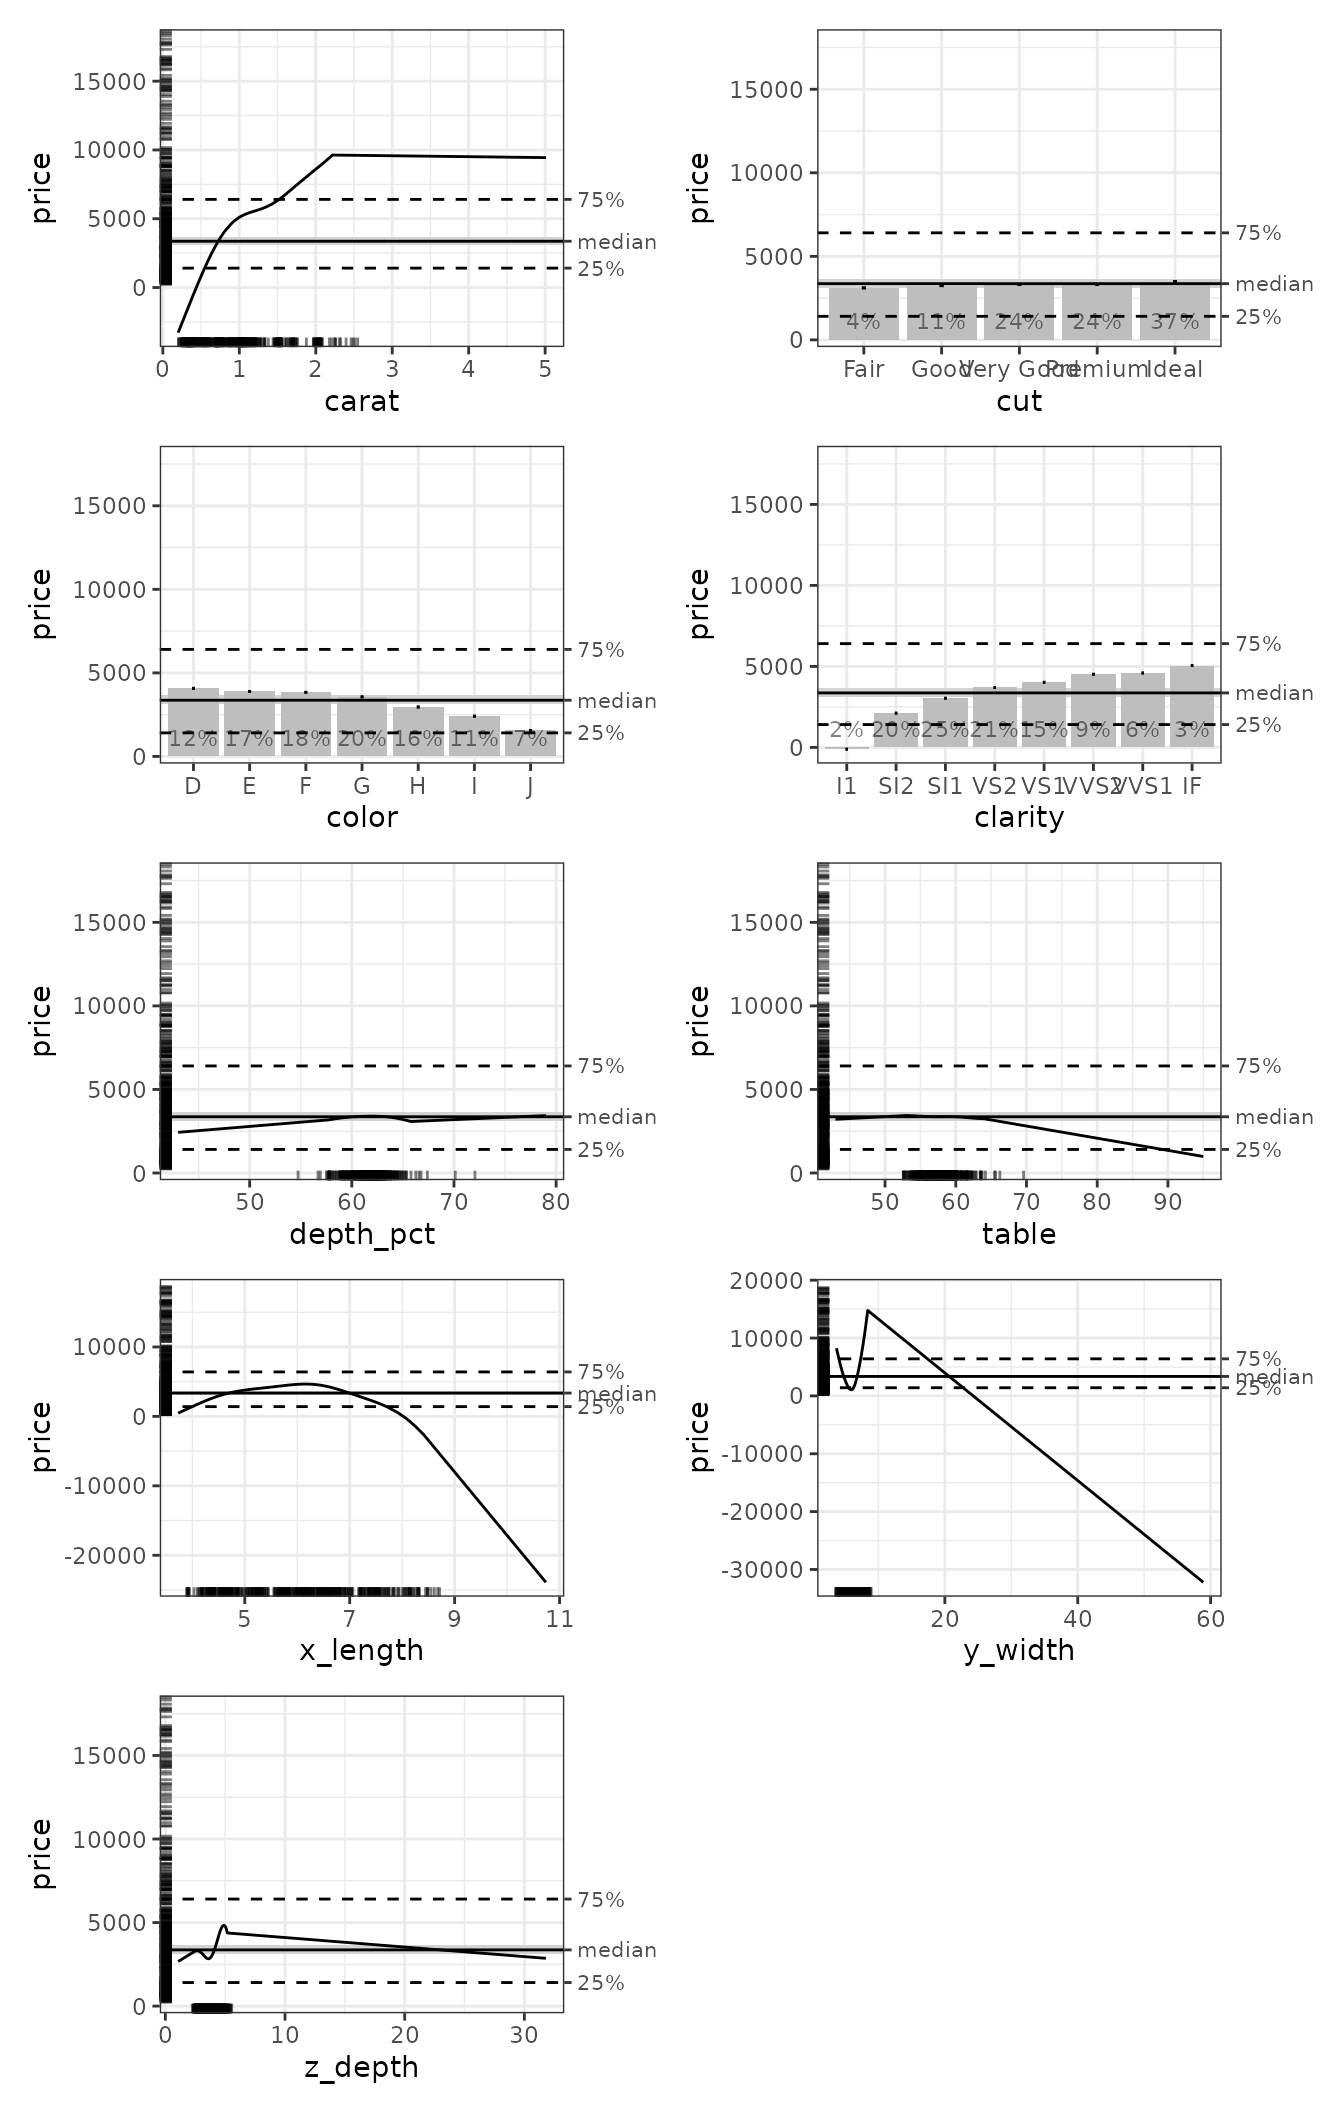 price
15000
10000
5000
0
75%
median
25%
0 1 2 3 4 5
carat
price
15000
10000
5000
0
75%
median
25%
4% 11% 24% 24% 37%
Fair Good Very Good Premium Ideal
cut
price
15000
10000
5000
0
75%
median
25%
12% 17% 18% 20% 16% 11% 7%
D E F G H I J
color
price
15000
10000
5000
0
75%
median
25%
2% 20% 25% 21% 15% 9% 6% 3%
I1 SI2 SI1 VS2 VS1 VVS2 VVS1 IF
clarity
price
15000
10000
5000
0
75%
median
25%
50 60 70 80
depth_pct
price
15000
10000
5000
0
75%
median
25%
50 60 70 80 90
table
price
10000
0
-10000
-20000
75%
median
25%
5 7 9 11
x_length
price
20000
10000
0
-10000
-20000
-30000
75%
median
25%
20 40 60
y_width
price
15000
10000
5000
0
75%
median
25%
0 10 20 30
z_depth